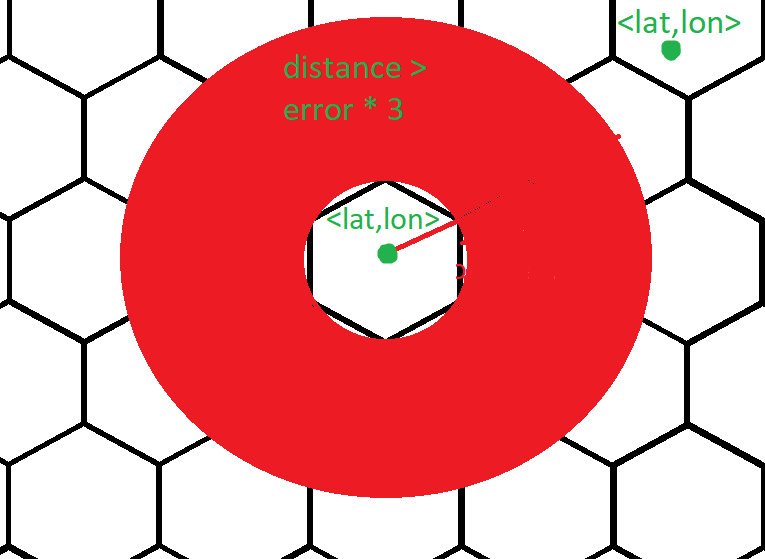 <lat,lon>
distance >
error * 3
<lat,lon>